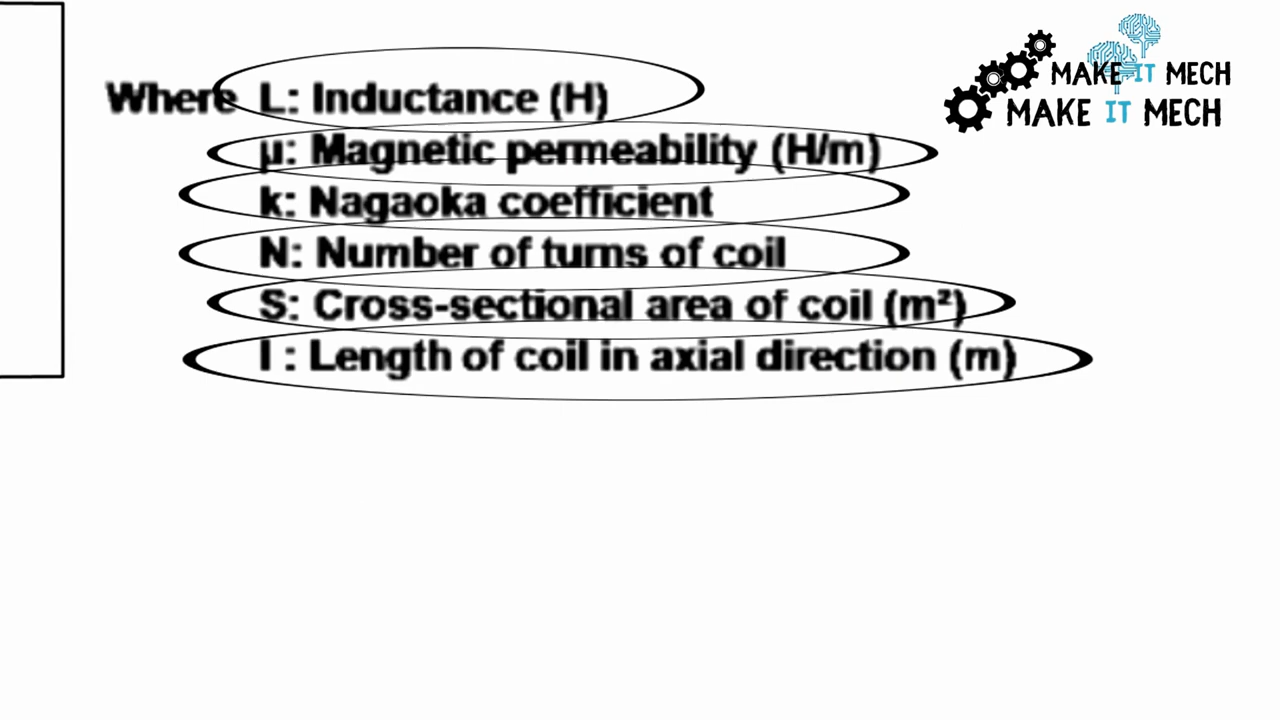 MAKE IT MECH
MAKE IT MECH
Where L: Inductance (H)
μ: Magnetic permeability (H/m)
k: Nagaoka coefficient
N: Number of turns of coil
S: Cross-sectional area of coil (m²)
l : Length of coil in axial direction (m)